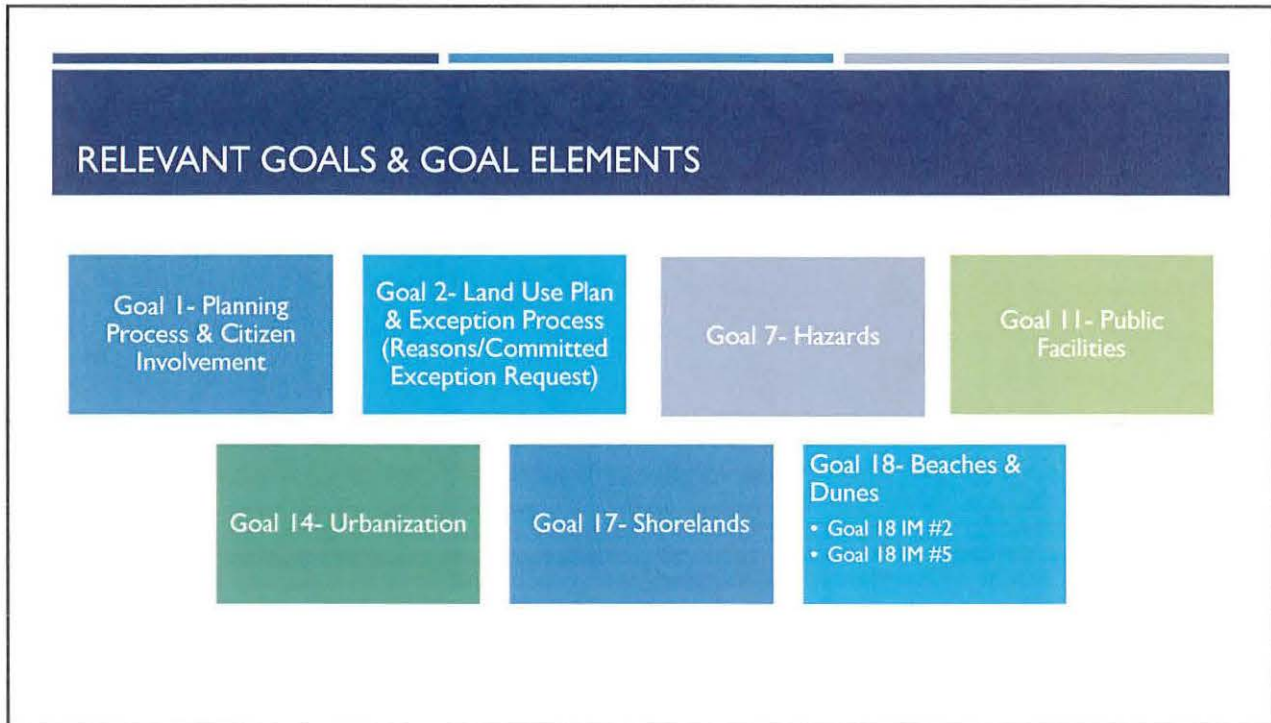 RELEVANT GOALS & GOAL ELEMENTS
Goal 1- Planning
Process & Citizen
Involvement
Goal 2- Land Use Plan
& Exception Process
(Reasons/Committed
Exception Request)
Goal 7- Hazards
Goal 11- Public
Facilities
Goal 14- Urbanization
Goal 17- Shorelands
Goal 18- Beaches &
Dunes
• Goal 18 IM #2
• Goal 18 IM #5